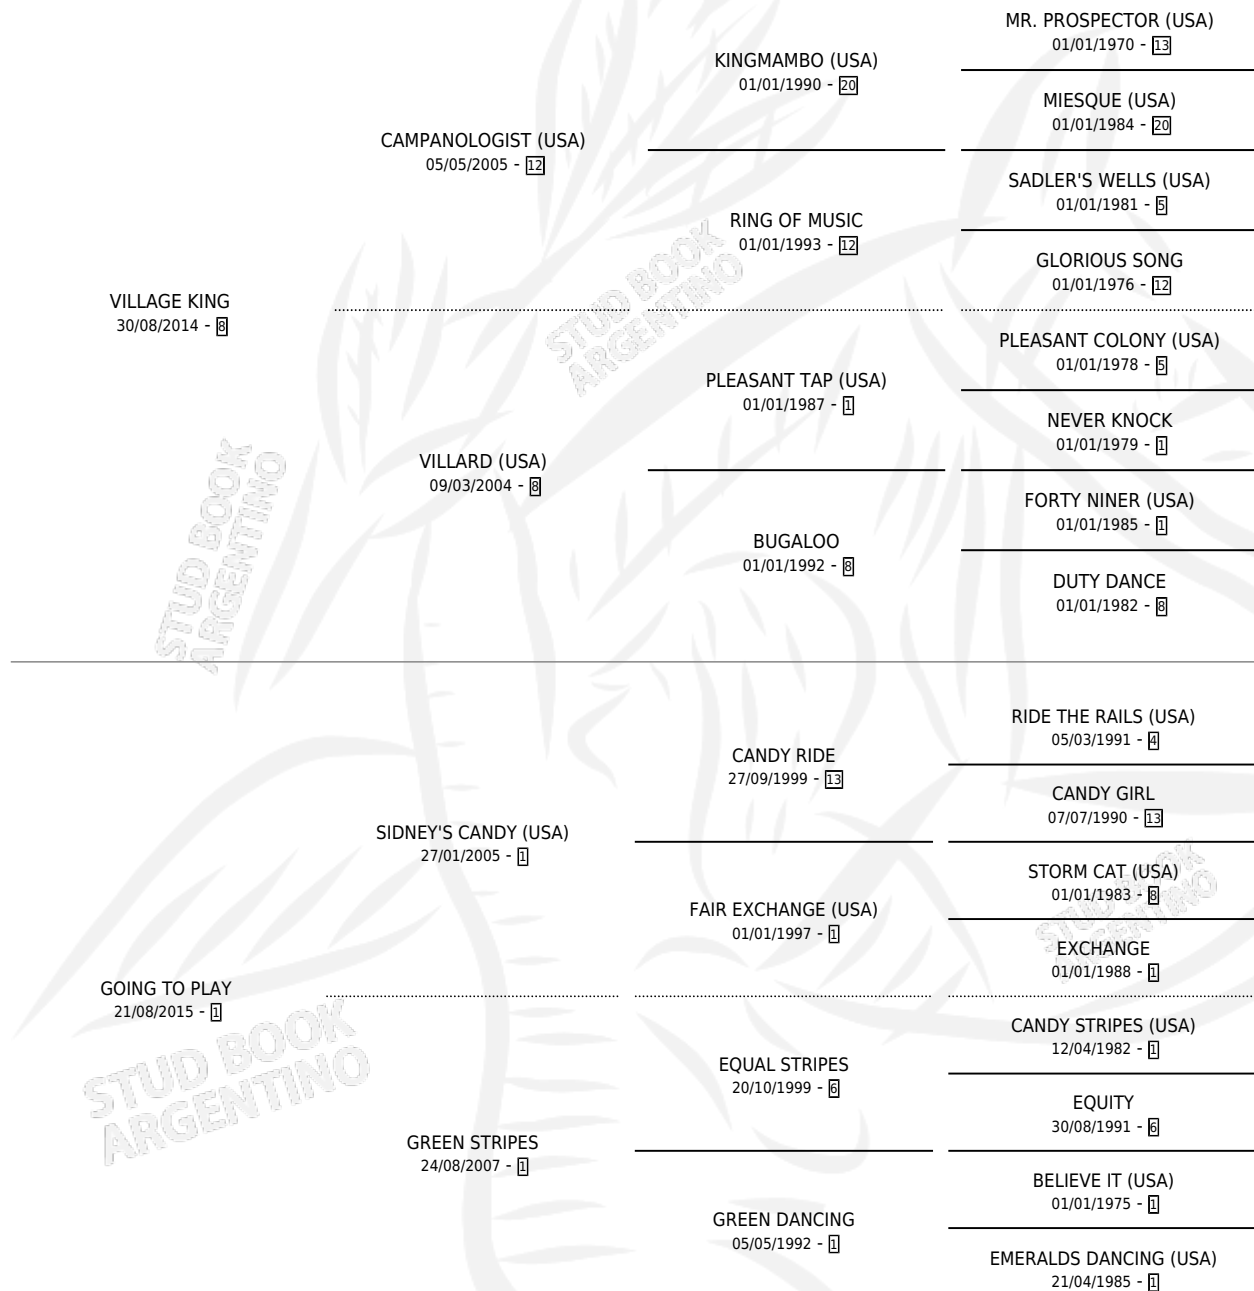 MR. PROSPECTOR (USA)
01/01/1970 - 13
KINGMAMBO (USA)
01/01/1990 - 20
MIESQUE (USA)
01/01/1984 - 20
CAMPANOLOGIST (USA)
05/05/2005 - 12
SADLER'S WELLS (USA)
01/01/1981 - 5
RING OF MUSIC
01/01/1993 - 12
GLORIOUS SONG
01/01/1976 - 12
VILLAGE KING
30/08/2014 - 8
STUD BOOK
ARGENTINO
PLEASANT COLONY (USA)
01/01/1978 - 5
PLEASANT TAP (USA)
01/01/1987 - 1
NEVER KNOCK
01/01/1979 - 1
VILLARD (USA)
09/03/2004 - 8
FORTY NINER (USA)
01/01/1985 - 1
BUGALOO
01/01/1992 - 8
DUTY DANCE
01/01/1982 - 8
STUD BOOK
ARGENTINO
RIDE THE RAILS (USA)
05/03/1991 - 4
CANDY RIDE
27/09/1999 - 13
CANDY GIRL
07/07/1990 - 13
SIDNEY'S CANDY (USA)
27/01/2005 - 1
STORM CAT (USA)
01/01/1983 - 8
FAIR EXCHANGE (USA)
01/01/1997 - 1
STUD BOOK
ARGENTINO
EXCHANGE
01/01/1988 - 1
GOING TO PLAY
21/08/2015 - 1
CANDY STRIPES (USA)
12/04/1982 - 1
EQUAL STRIPES
20/10/1999 - 6
STUD BOOK
ARGENTINO
EQUITY
30/08/1991 - 6
GREEN STRIPES
24/08/2007 - 1
BELIEVE IT (USA)
01/01/1975 - 1
GREEN DANCING
05/05/1992 - 1
EMERALDS DANCING (USA)
21/04/1985 - 1